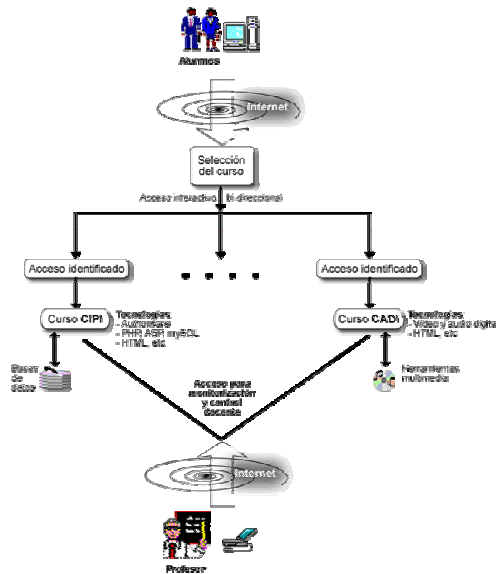 Alumnos
Internet
Selección
del curso
Acceso interactivo bi-direccional
Acceso identificado
Acceso identificado
Curso CIPI
Tecnologías:
- Authorware
- PHP, ASP, mySQL
- HTML, etc
Curso CADI
Tecnologías:
- Vídeo y audio digital
- HTML, etc
Bases
de
datos
Herramientas
multimedia
Acceso para
monitorización
y control
docente
Internet
Profesor